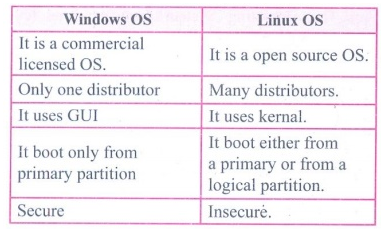 Windows OS Linux OS
It is a commercial
licensed OS.
It is a open source OS.
Only one distributor Many distributors.
It uses GUI It uses kernal.
It boot only from
primary partition
It boot either from
a primary or from a
logical partition.
Secure Insecure.